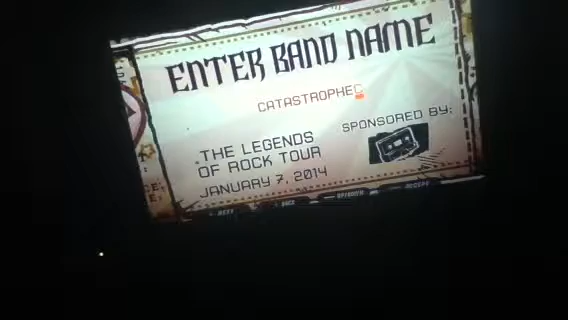 ENTER BAND NAME
CATASTROPHEC
SPONSORED BY:
THE LEGENDS
OF ROCK TOUR
JANUARY 7, 2014